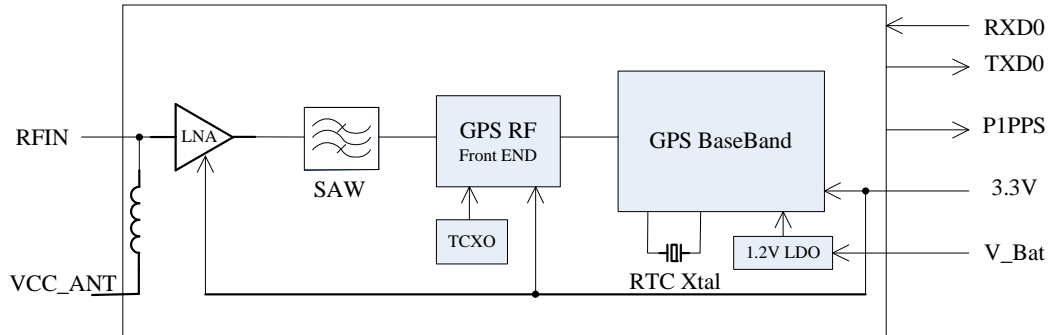 RXD0
TXD0
RFIN
LNA
SAW
GPS RF
Front END
GPS BaseBand
P1PPS
3.3V
TCXO
1.2V LDO
V_Bat
RTC Xtal
VCC_ANT